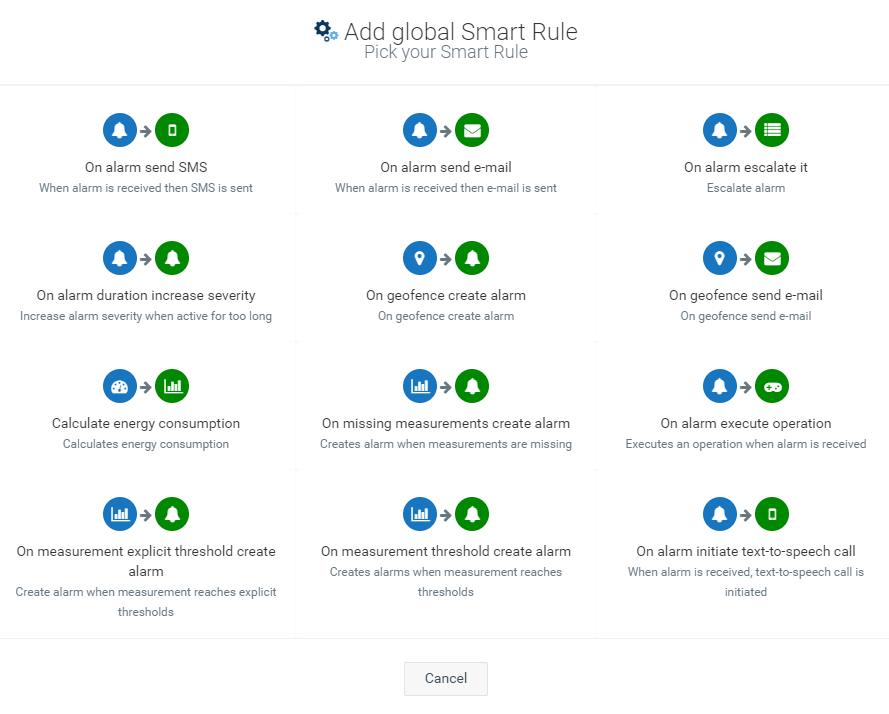 Add global Smart Rule
Pick your Smart Rule
On alarm send SMS
When alarm is received then SMS is sent
On alarm send e-mail
When alarm is received then e-mail is sent
On alarm escalate it
Escalate alarm
On alarm duration increase severity
Increase alarm severity when active for too long
On geofence create alarm
On geofence create alarm
On geofence send e-mail
On geofence send e-mail
Calculate energy consumption
Calculates energy consumption
On missing measurements create alarm
Creates alarm when measurements are missing
On alarm execute operation
Executes an operation when alarm is received
On measurement explicit threshold create
alarm
Create alarm when measurement reaches explicit
thresholds
On measurement threshold create alarm
Creates alarms when measurement reaches
thresholds
On alarm initiate text-to-speech call
When alarm is received, text-to-speech call is
initiated
Cancel